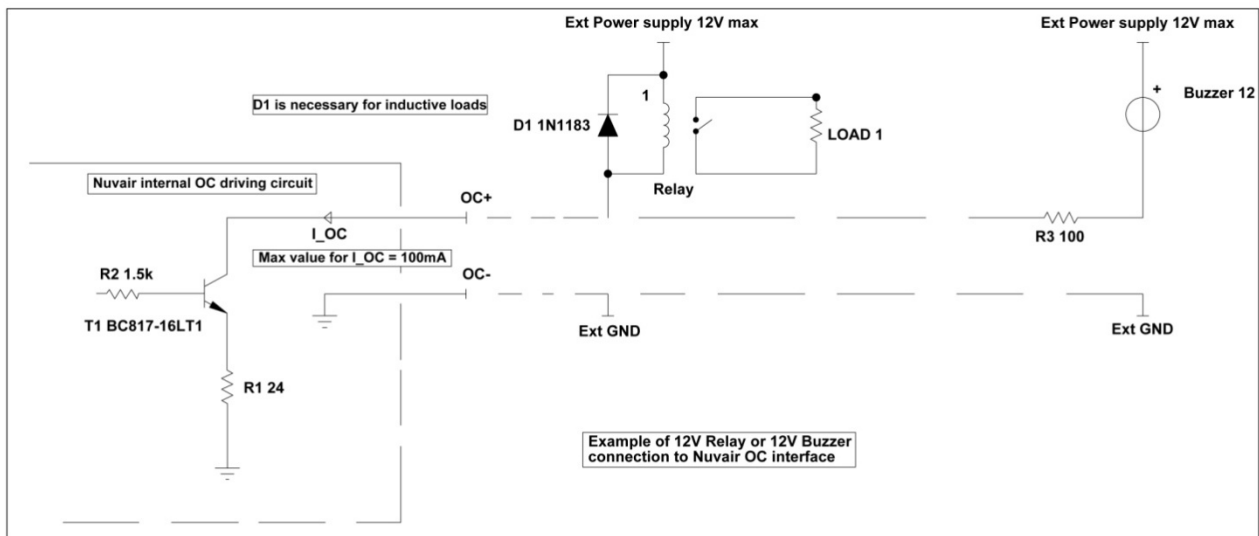 Ext Power supply 12V max
Ext Power supply 12V max
D1 is necessary for inductive loads
1
D1 1N1183
LOAD 1
+
Buzzer 12
Relay
Nuvair internal OC driving circuit
OC+
I_OC
R3 100
Max value for I_OC = 100mA
OC-
R2 1.5k
T1 BC817-16LT1
Ext GND
Ext GND
R1 24
Example of 12V Relay or 12V Buzzer
connection to Nuvair OC interface